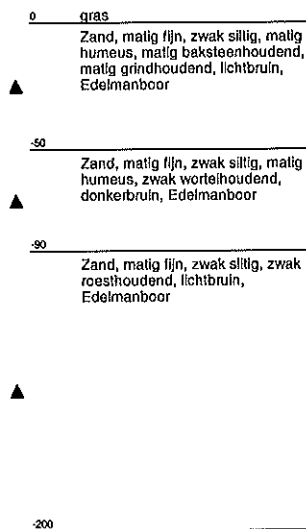 0 gras
Zand, matig fijn, zwak siltig, matig
humeus, matig baksteenhoudend,
matig grindhoudend, lichtbruin,
Edelmanboor
-50
Zand, matig fijn, zwak siltig, matig
humeus, zwak wortelhoudend,
donkerbruin, Edelmanboor
-90
Zand, matig fijn, zwak siltig, zwak
roesthoudend, lichtbruin,
Edelmanboor
-200